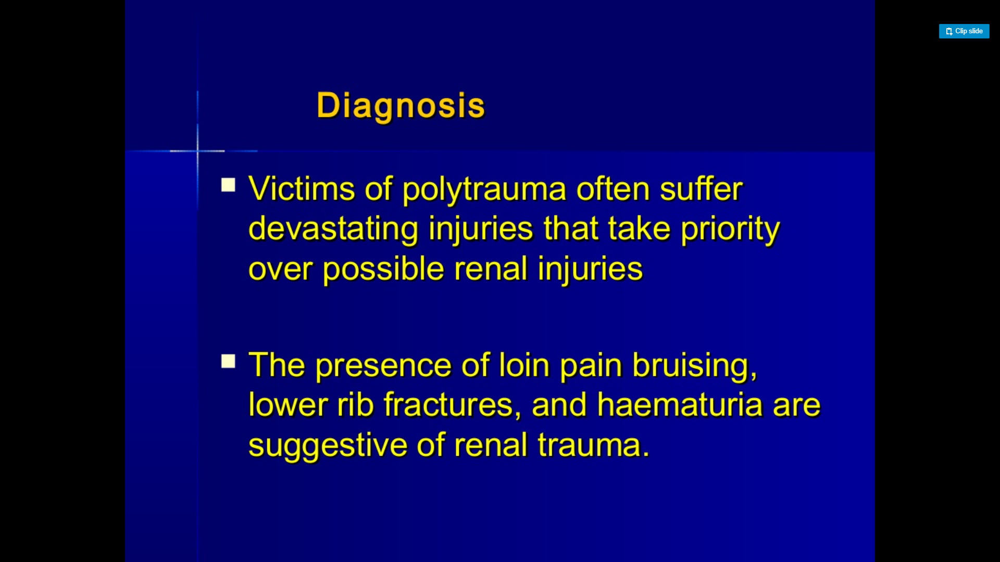 Clip slide
Diagnosis
Victims of polytrauma often suffer
devastating injuries that take priority
over possible renal injuries
The presence of loin pain bruising,
lower rib fractures, and haematuria are
suggestive of renal trauma.